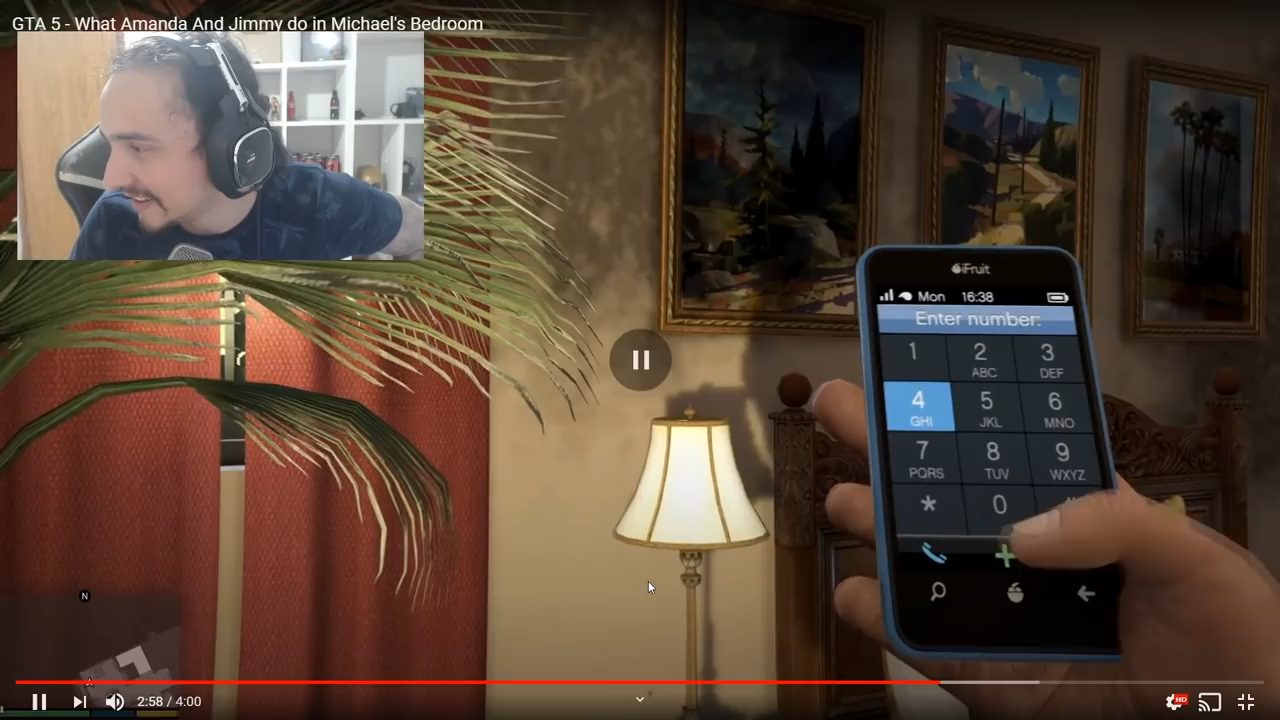 GTA 5 - What Amanda And Jimmy do in Michael's Bedroom
iFruit
Mon 16:38
Enter number:
1 2 ABC 3 DEF
4 GHI 5 JKL 6 MNO
7 PQRS 8 TUV 9 WXYZ
* 0
N
2:58 / 4:00
HD